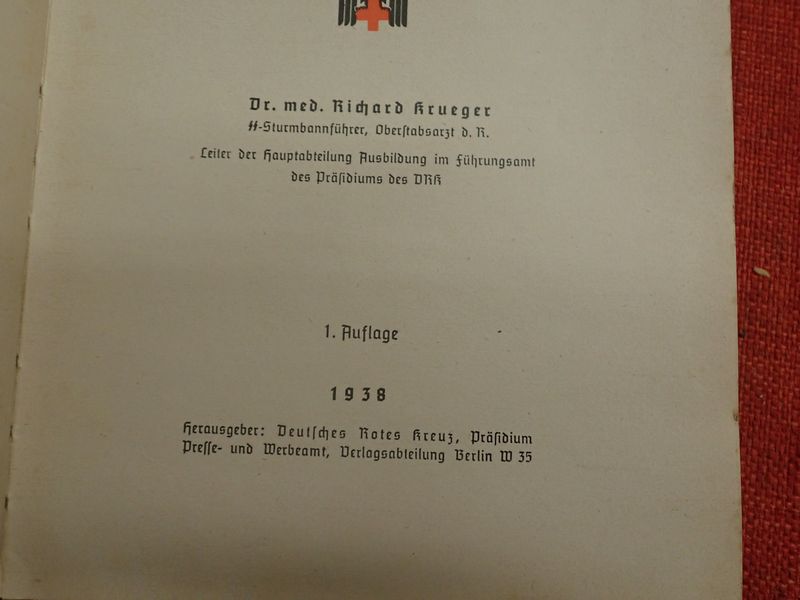 Dr. med. Richard Krueger
SS-Sturmbannführer, Oberstabsarzt d. R.
Leiter der Hauptabteilung Ausbildung im Führungsamt
des Präsidiums des DRK
1. Auflage
1938
Herausgeber: Deutsches Rotes Kreuz, Präsidium
Presse- und Werbeamt, Verlagsabteilung Berlin W 35